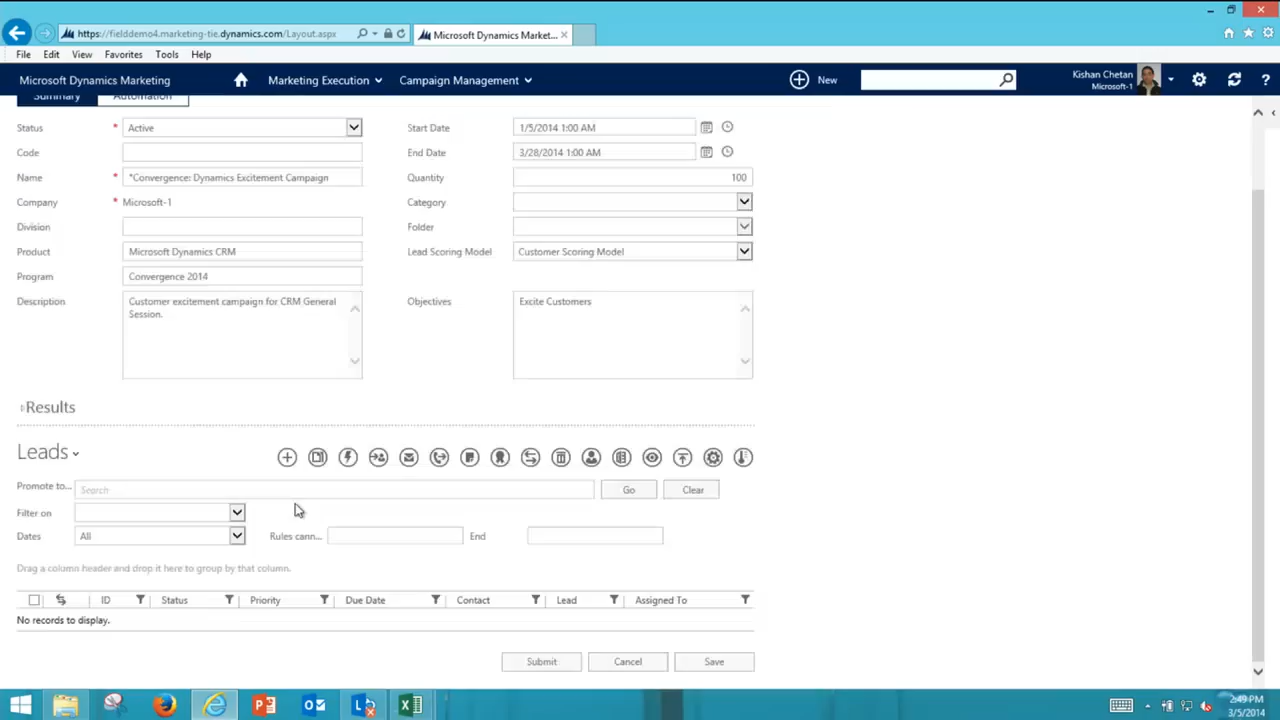 https://fielddemo4.marketing-tie.dynamics.com/Layout.aspx
Microsoft Dynamics Market...
File Edit View Favorites Tools Help
Microsoft Dynamics Marketing Marketing Execution Campaign Management New Kishan Chetan
Microsoft-1
Summary Automation
Status * Active Start Date 1/5/2014 1:00 AM
Code End Date 3/28/2014 1:00 AM
Name * *Convergence: Dynamics Excitement Campaign Quantity 100
Company * Microsoft-1 Category
Division Folder
Product Microsoft Dynamics CRM Lead Scoring Model Customer Scoring Model
Program Convergence 2014
Description Customer excitement campaign for CRM General Objectives Excite Customers
Session.
Results
Leads
Promote to... Search Go Clear
Filter on
Dates All Rules cann... End
Drag a column header and drop it here to group by that column.
ID Status Priority Due Date Contact Lead Assigned To
No records to display.
Submit Cancel Save
2:49 PM
3/5/2014